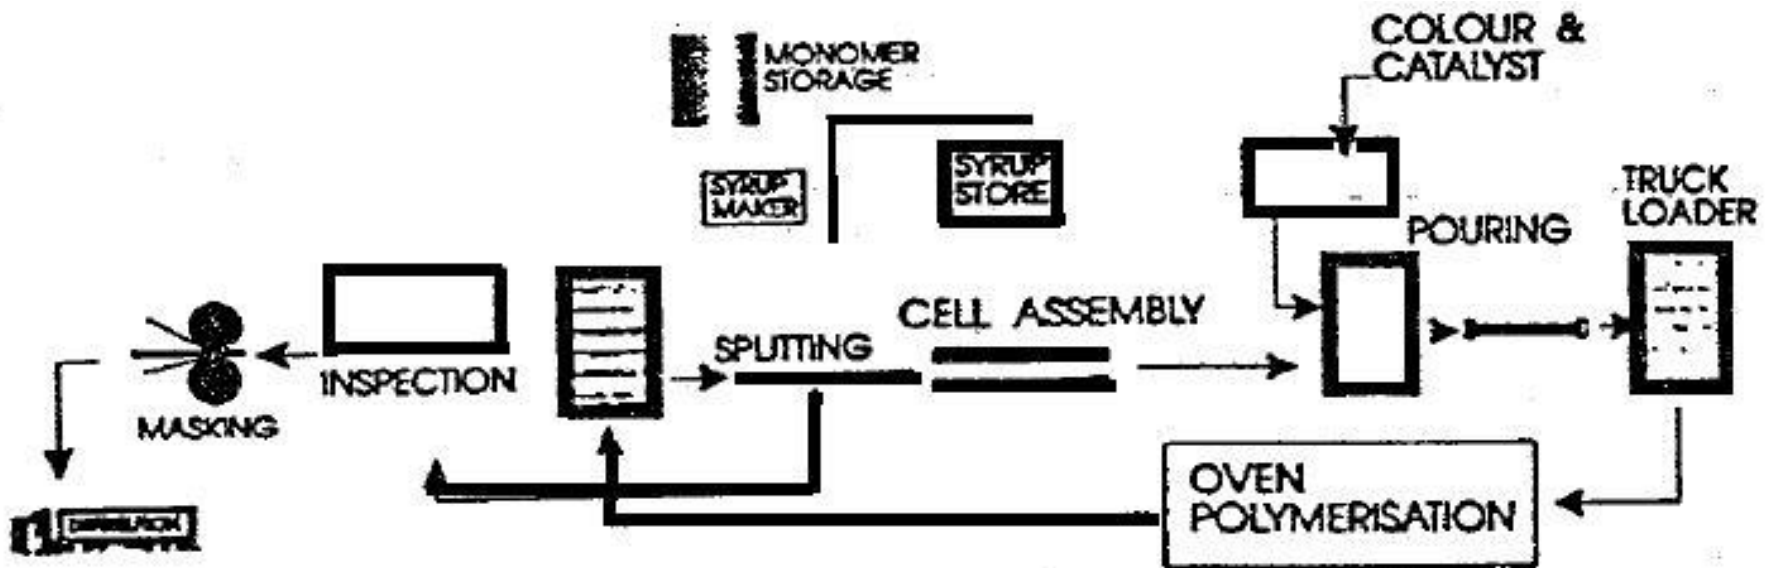 MONOMER
STORAGE
COLOUR &
CATALYST
SYRUP
MAKER
SYRUP
STORE
TRUCK
LOADER
POURING
CELL ASSEMBLY
SPLITTING
INSPECTION
MASKING
OVEN
POLYMERISATION